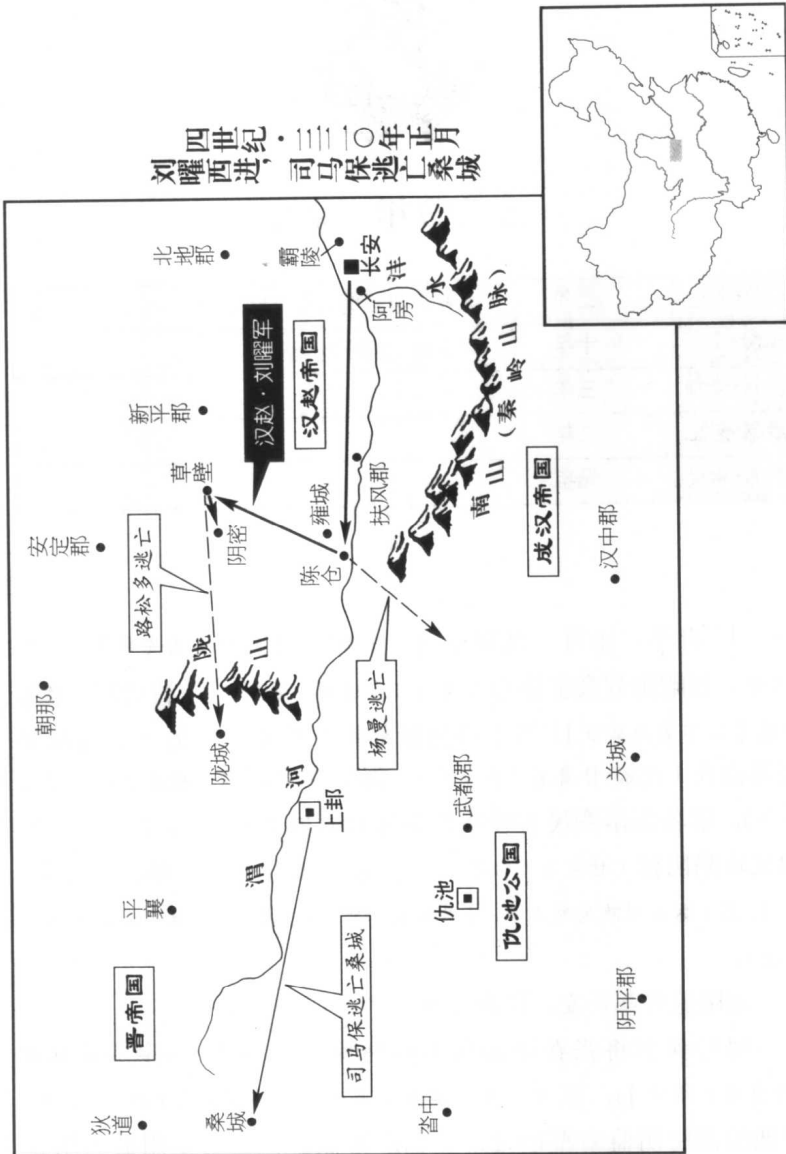 四世纪·三二〇年正月
刘曜西进，司马保逃亡桑城
狄道
平襄
朝那
安定郡
新平郡
北地郡
晋帝国
桑城
陇城
陇山
路松多逃亡
阴密
草壁
汉赵·刘曜军
汉赵帝国
霸陵
长安
阿房
沣水
渭河
上邽
陈仓
雍城
扶风郡
司马保逃亡桑城
杨曼逃亡
南山（秦岭山脉）
沓中
仇池
仇池公国
武都郡
成汉帝国
阴平郡
关城
汉中郡